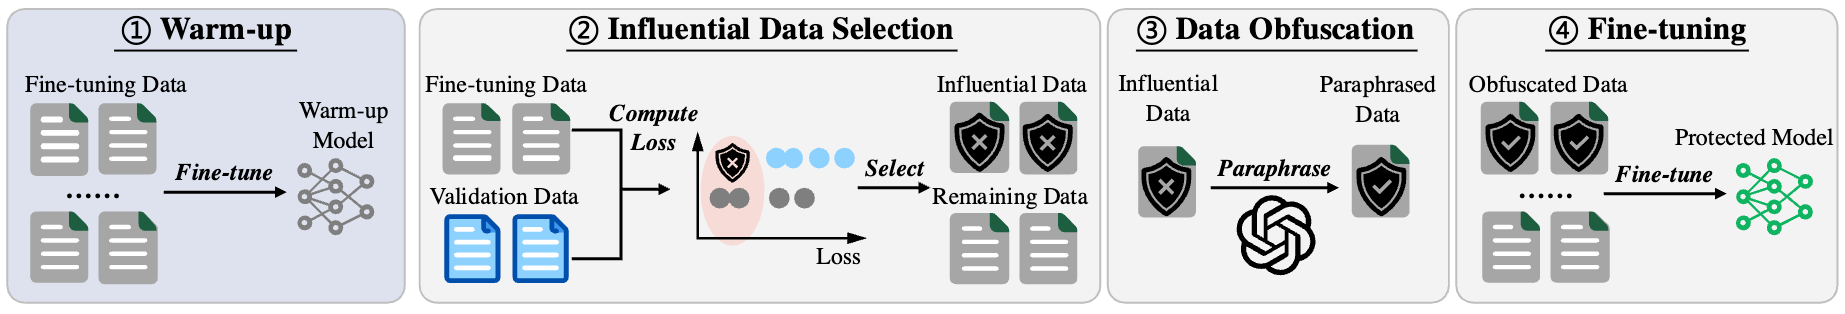 ① Warm-up
Fine-tuning Data
Warm-up
Model
Fine-tune
......
② Influential Data Selection
Fine-tuning Data
Compute
Loss
Validation Data
Loss
Select
Influential Data
Remaining Data
③ Data Obfuscation
Influential
Data
Paraphrase
Paraphrased
Data
④ Fine-tuning
Obfuscated Data
......
Fine-tune
Protected Model